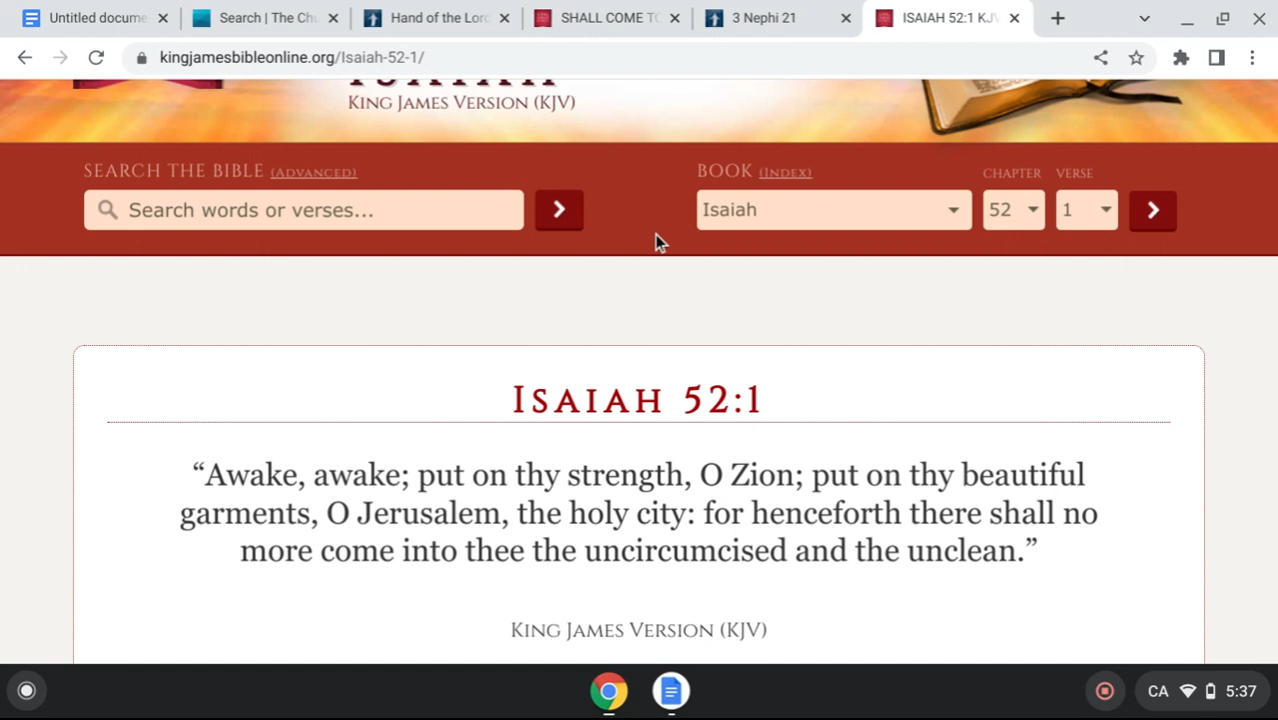 Untitled docume
Search | The Chu
Hand of the Lord
SHALL COME TO
3 Nephi 21
ISAIAH 52:1 KJV
kingjamesbibleonline.org/Isaiah-52-1/
ISAIAH
King James Version (KJV)
SEARCH THE BIBLE (Advanced)
BOOK (Index)
CHAPTER
VERSE
Search words or verses...
Isaiah
52
1
Isaiah 52:1
“Awake, awake; put on thy strength, O Zion; put on thy beautiful
garments, O Jerusalem, the holy city: for henceforth there shall no
more come into thee the uncircumcised and the unclean.”
King James Version (KJV)
CA
5:37